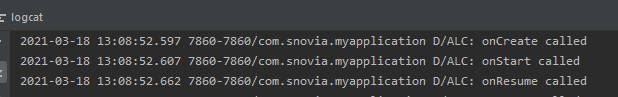 logcat
2021-03-18 13:08:52.597 7860-7860/com.snovia.myapplication D/ALC: onCreate called
2021-03-18 13:08:52.607 7860-7860/com.snovia.myapplication D/ALC: onStart called
2021-03-18 13:08:52.662 7860-7860/com.snovia.myapplication D/ALC: onResume called